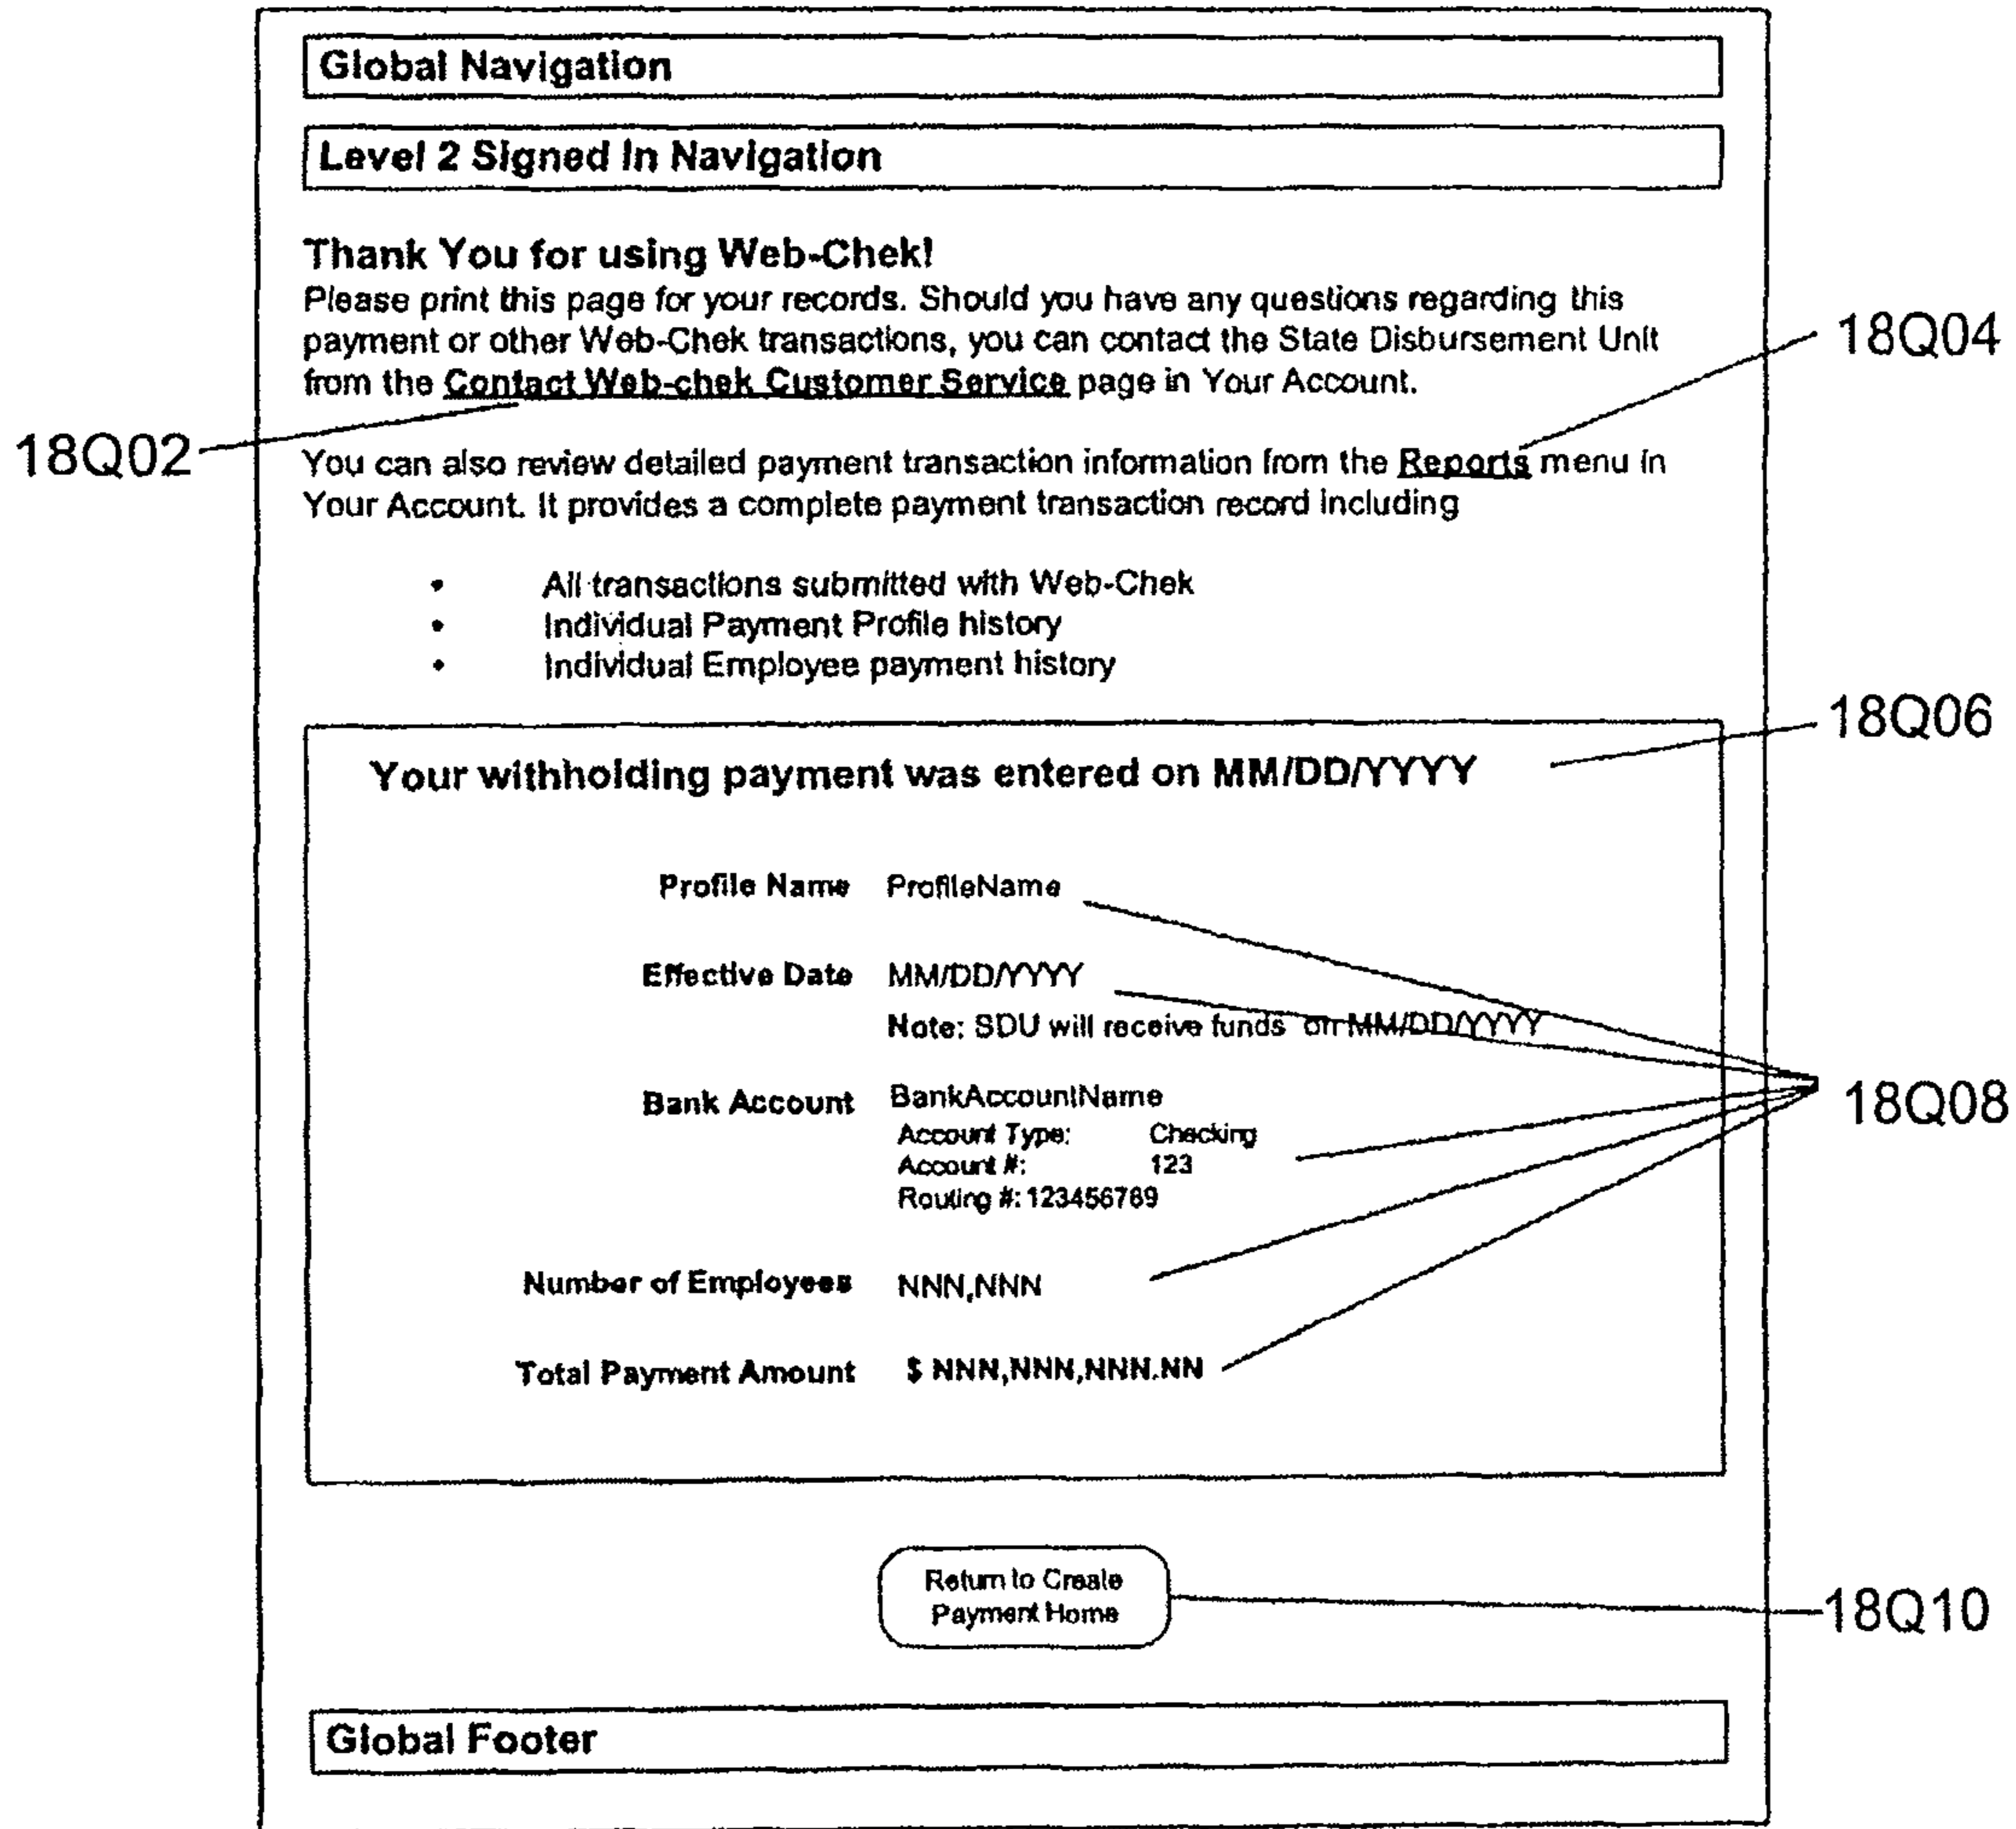 Global Navigation
Level 2 Signed In Navigation
Thank You for using Web-Chek!
Please print this page for your records. Should you have any questions regarding this
payment or other Web-Chek transactions, you can contact the State Disbursement Unit
from the Contact Web-chek Customer Service page in Your Account.
18Q04
18Q02
You can also review detailed payment transaction information from the Reports menu in
Your Account. It provides a complete payment transaction record including
• All transactions submitted with Web-Chek
• Individual Payment Profile history
• Individual Employee payment history
18Q06
Your withholding payment was entered on MM/DD/YYYY
Profile Name ProfileName
Effective Date MM/DD/YYYY
Note: SDU will receive funds on MM/DD/YYYY
Bank Account BankAccountName
18Q08
Account Type: Checking
Account #: 123
Routing #: 123456789
Number of Employees NNN,NNN
Total Payment Amount $ NNN,NNN,NNN.NN
Return to Create
Payment Home
18Q10
Global Footer